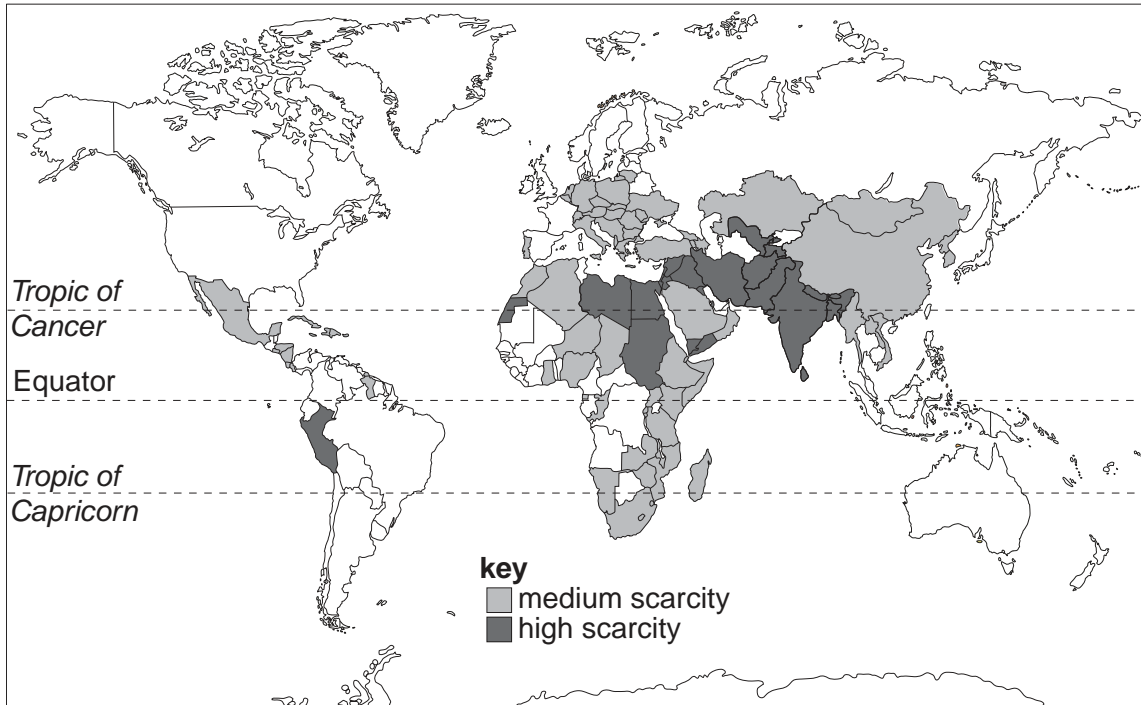 Tropic of
Cancer
Equator
Tropic of
Capricorn
key
medium scarcity
high scarcity